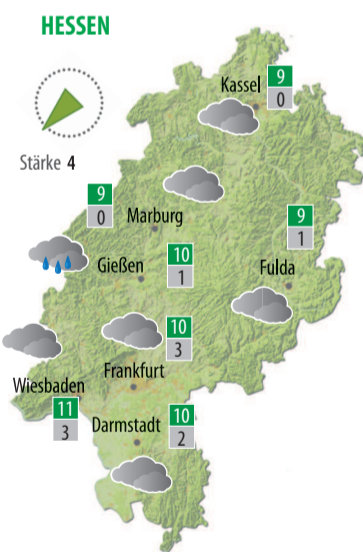 HESSEN
Kassel
9
0
Stärke 4
9
0
Marburg
9
1
Fulda
Gießen
10
1
10
3
Frankfurt
Wiesbaden
11
3
Darmstadt
10
2